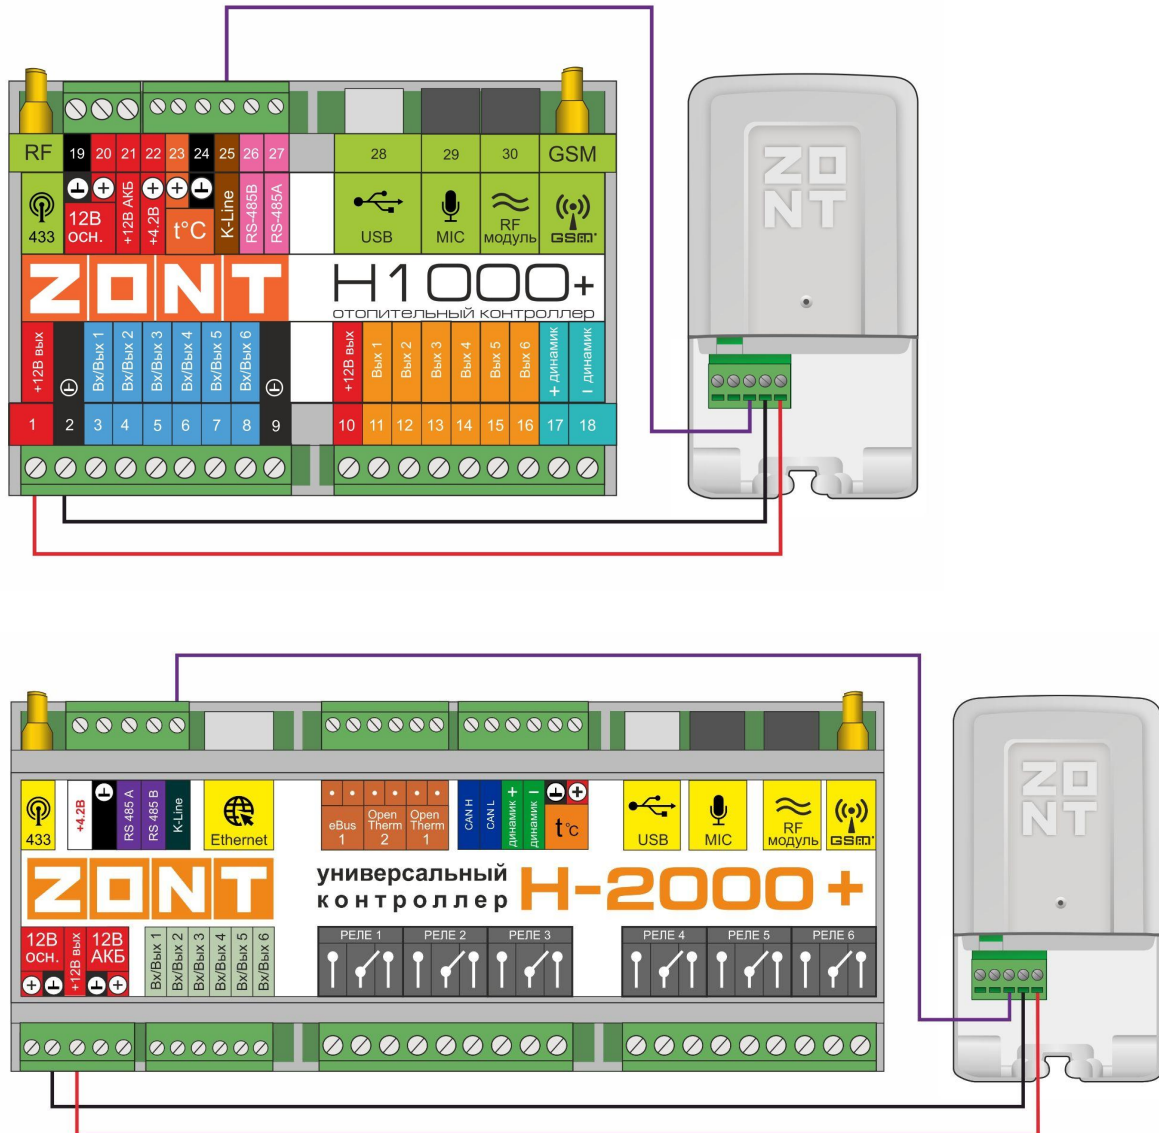 RF 19 20 21 22 23 24 25 26 27 28 29 30 GSM
433 12В осн. +12В АКБ +4.2В t°C K-Line RS-485B RS-485A USB MIC RF модуль GSM
ZONT H1000+
отопительный контроллер
+12В вых Вх/Вых 1 Вх/Вых 2 Вх/Вых 3 Вх/Вых 4 Вх/Вых 5 Вх/Вых 6 +12В вых Вых 1 Вых 2 Вых 3 Вых 4 Вых 5 Вых 6 + динамик – динамик
1 2 3 4 5 6 7 8 9 10 11 12 13 14 15 16 17 18
ZO
NT
433 +4.2В RS 485 A RS 485 B K-Line Ethernet eBus 1 Open Therm 2 Open Therm 1 CAN H CAN L динамик + динамик – t°c USB MIC RF модуль GSM
ZONT универсальный контроллер H-2000+
12В осн. +12В вых 12В АКБ Вх/Вых 1 Вх/Вых 2 Вх/Вых 3 Вх/Вых 4 Вх/Вых 5 Вх/Вых 6 РЕЛЕ 1 РЕЛЕ 2 РЕЛЕ 3 РЕЛЕ 4 РЕЛЕ 5 РЕЛЕ 6
ZO
NT